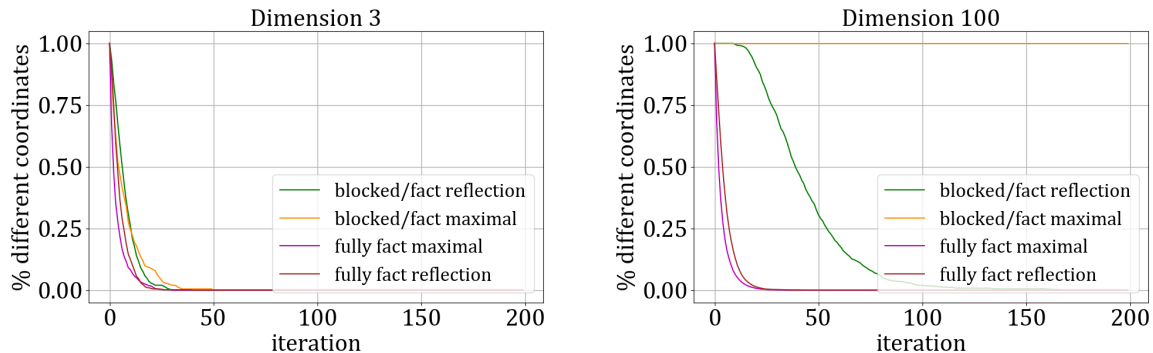 Dimension 3
% different coordinates
1.00
0.75
0.50
0.25
0.00
blocked/fact reflection
blocked/fact maximal
fully fact maximal
fully fact reflection
0
50
100
150
200
iteration
Dimension 100
% different coordinates
1.00
0.75
0.50
0.25
0.00
blocked/fact reflection
blocked/fact maximal
fully fact maximal
fully fact reflection
0
50
100
150
200
iteration